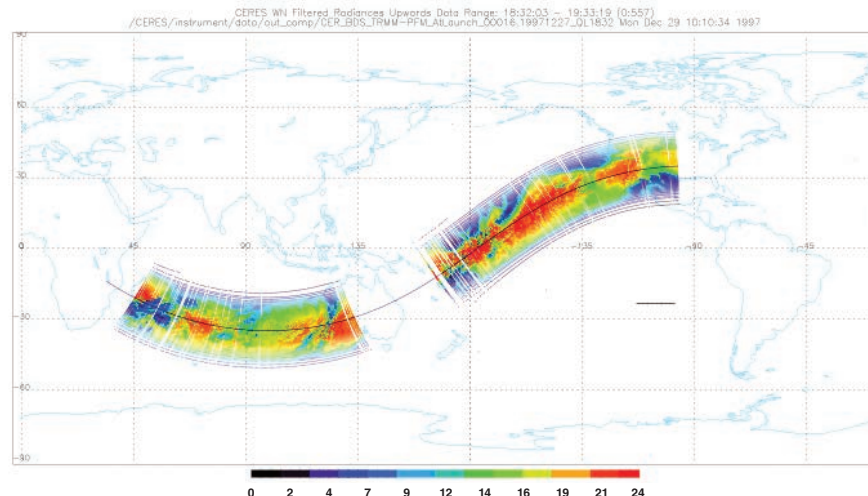 CERES WN Filtered Radiances Upwards Data Range: 18:32:03 - 19:33:19 (0:557)
/CERES/instrument/data/out_comp/CER_BDS_TRMM-PFM_AtLaunch_00016.19971227_QL1832 Mon Dec 29 10:10:34 1997
90
60
35
0 45 90 135 -135 -90 -45
-30
-60
-90
0 2 4 7 9 12 14 16 19 21 24